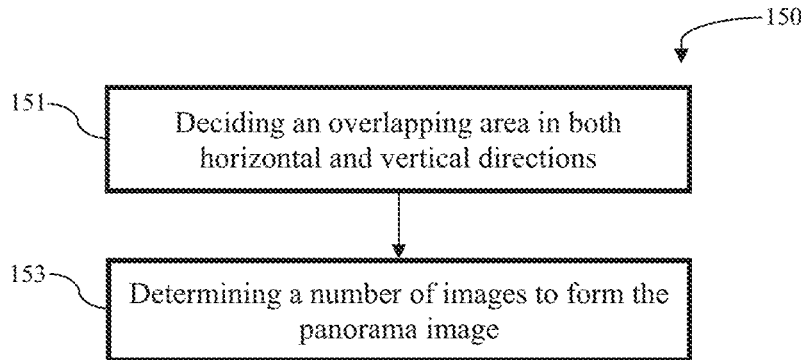 150
151
Deciding an overlapping area in both
horizontal and vertical directions
153
Determining a number of images to form the
panorama image